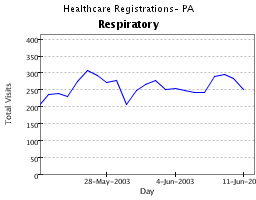 Healthcare Registrations- PA
Respiratory
Total Visits
400
350
300
250
200
150
100
50
0
28-May-2003
4-Jun-2003
11-Jun-20
Day